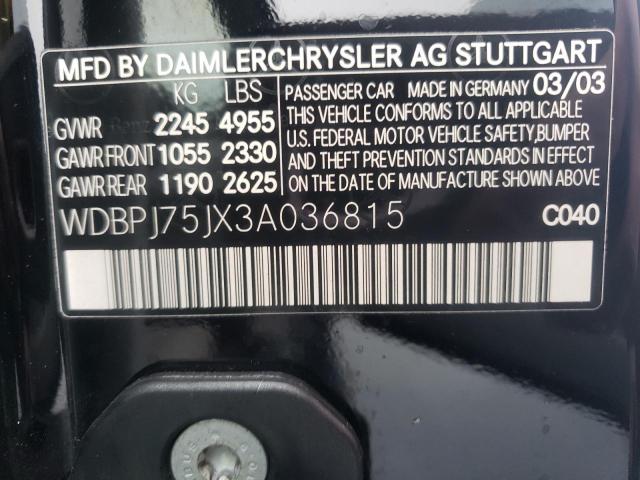 MFD BY DAIMLERCHRYSLER AG STUTTGART
KG LBS
GVWR 2245 4955
GAWR FRONT 1055 2330
GAWR REAR 1190 2625
PASSENGER CAR MADE IN GERMANY 03/03
THIS VEHICLE CONFORMS TO ALL APPLICABLE
U.S. FEDERAL MOTOR VEHICLE SAFETY, BUMPER
AND THEFT PREVENTION STANDARDS IN EFFECT
ON THE DATE OF MANUFACTURE SHOWN ABOVE.
WDBPJ75JX3A036815 C040